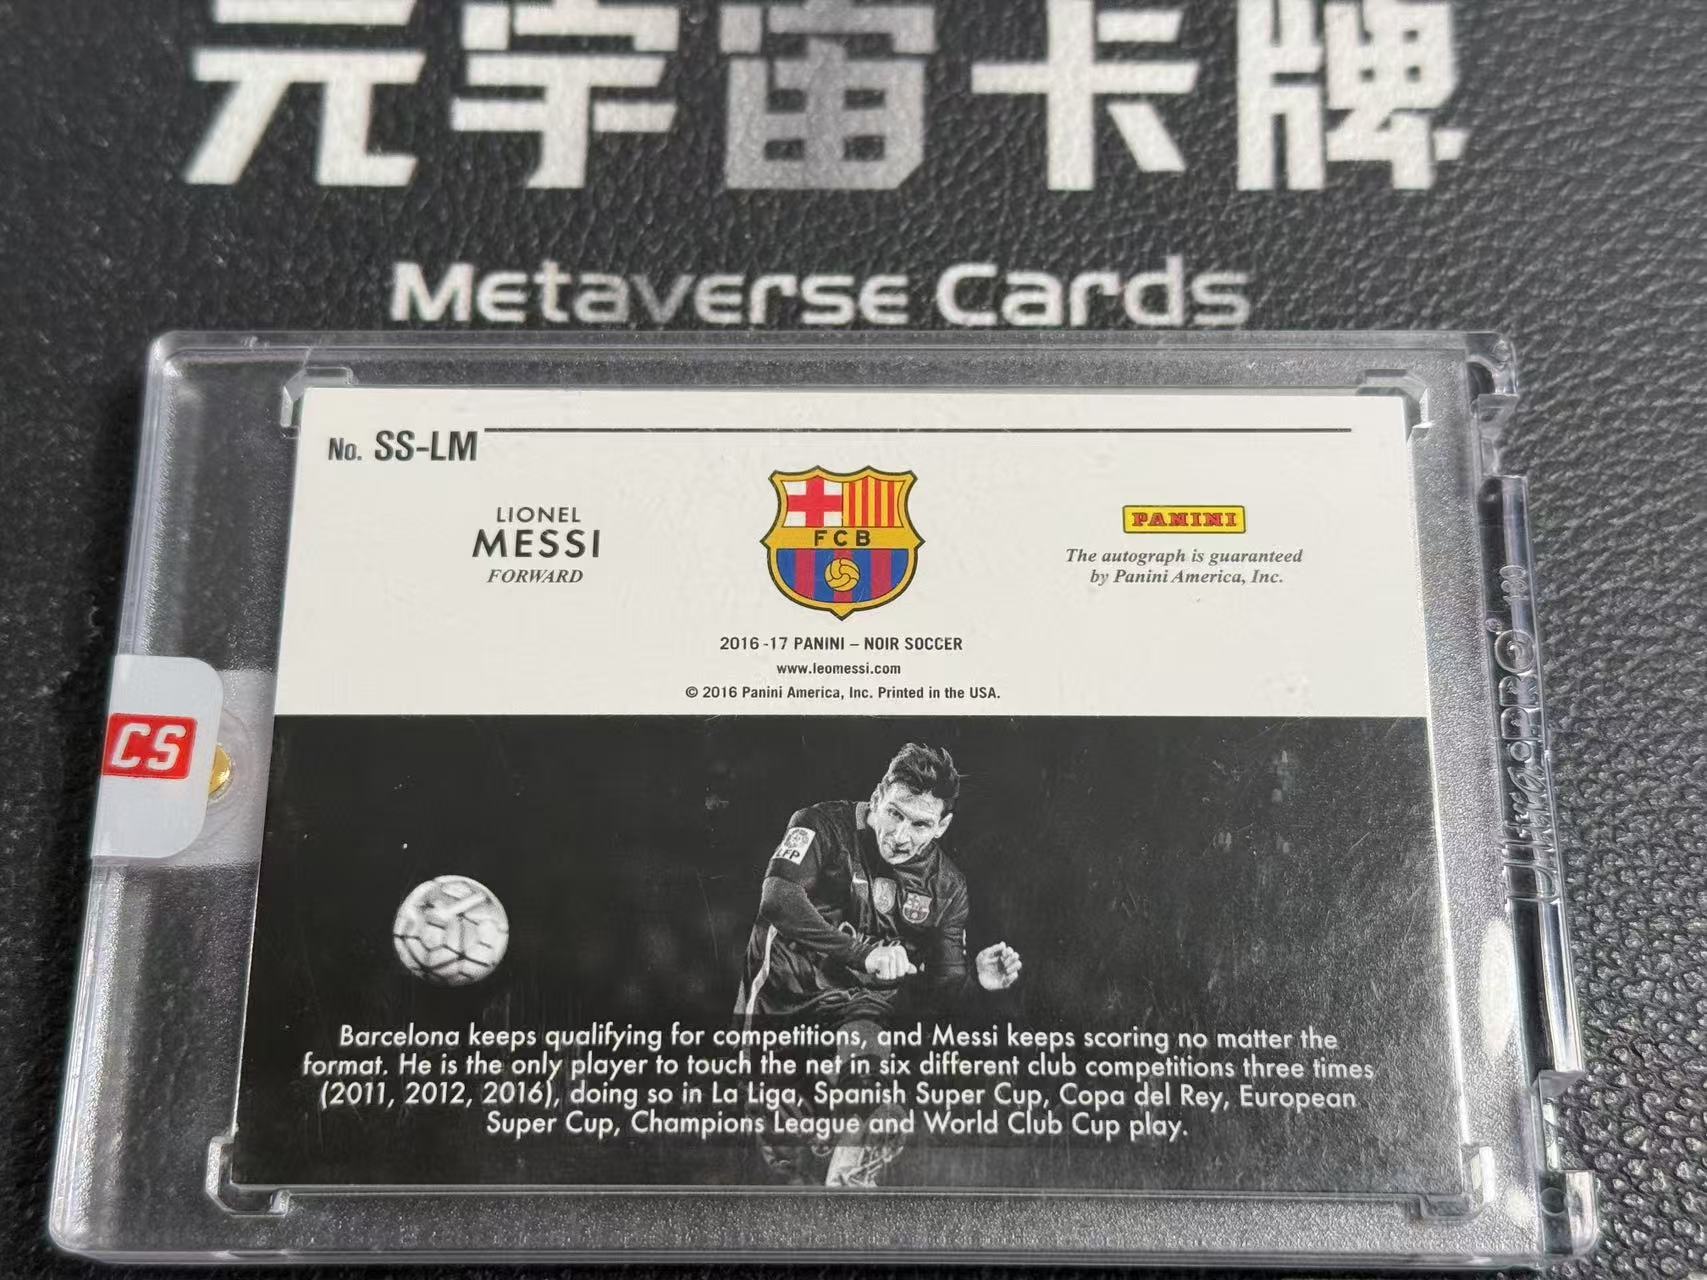 元宇宙卡牌
Metaverse Cards
No. SS-LM
LIONEL
MESSI
FORWARD
FCB
PANINI
The autograph is guaranteed
by Panini America, Inc.
2016-17 PANINI – NOIR SOCCER
www.leomessi.com
© 2016 Panini America, Inc. Printed in the USA.
CS
LFP
Barcelona keeps qualifying for competitions, and Messi keeps scoring no matter the
format. He is the only player to touch the net in six different club competitions three times
(2011, 2012, 2016), doing so in La Liga, Spanish Super Cup, Copa del Rey, European
Super Cup, Champions League and World Club Cup play.